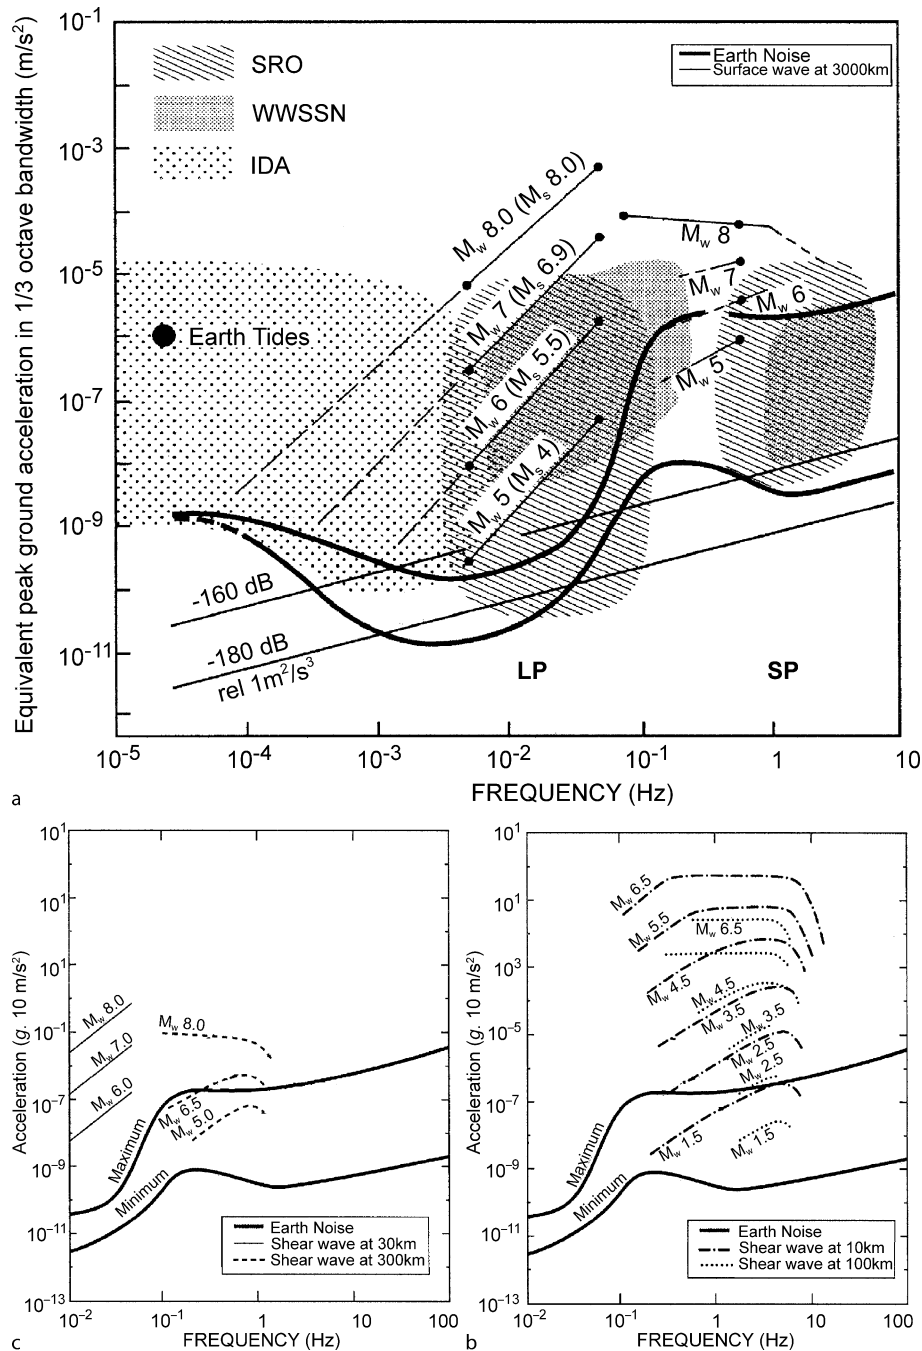 10^-1
10^-3
10^-5
10^-7
10^-9
10^-11
Equivalent peak ground acceleration in 1/3 octave bandwidth (m/s²)
SRO
WWSSN
IDA
Earth Noise
Surface wave at 3000km
M_w 8.0 (M_s 8.0)
M_w 7 (M_s 6.9)
M_w 6 (M_s 5.5)
M_w 5 (M_s 4)
M_w 8
M_w 7
M_w 6
M_w 5
Earth Tides
-160 dB
-180 dB
rel 1m²/s³
LP
SP
10^-5
10^-4
10^-3
10^-2
10^-1
1
10
FREQUENCY (Hz)
a
10^1
10^1
10^3
10^-1
10^-5
10^-7
10^-9
10^-11
10^-13
Acceleration (g. 10 m/s²)
M_w 8.0
M_w 7.0
M_w 6.0
M_w 8.0
M_w 6.5
M_w 5.0
Maximum
Minimum
Earth Noise
Shear wave at 30km
Shear wave at 300km
10^-2
10^-1
1
10
100
FREQUENCY (Hz)
c
10^1
10^1
10^3
10^-5
10^-7
10^-9
10^-11
10^-13
Acceleration (g. 10 m/s²)
M_w 6.5
M_w 5.5
M_w 6.5
M_w 4.5
M_w 4.5
M_w 3.5
M_w 3.5
M_w 2.5
M_w 2.5
M_w 1.5
M_w 1.5
Maximum
Minimum
Earth Noise
Shear wave at 10km
Shear wave at 100km
10^-2
10^-1
1
10
100
FREQUENCY (Hz)
b